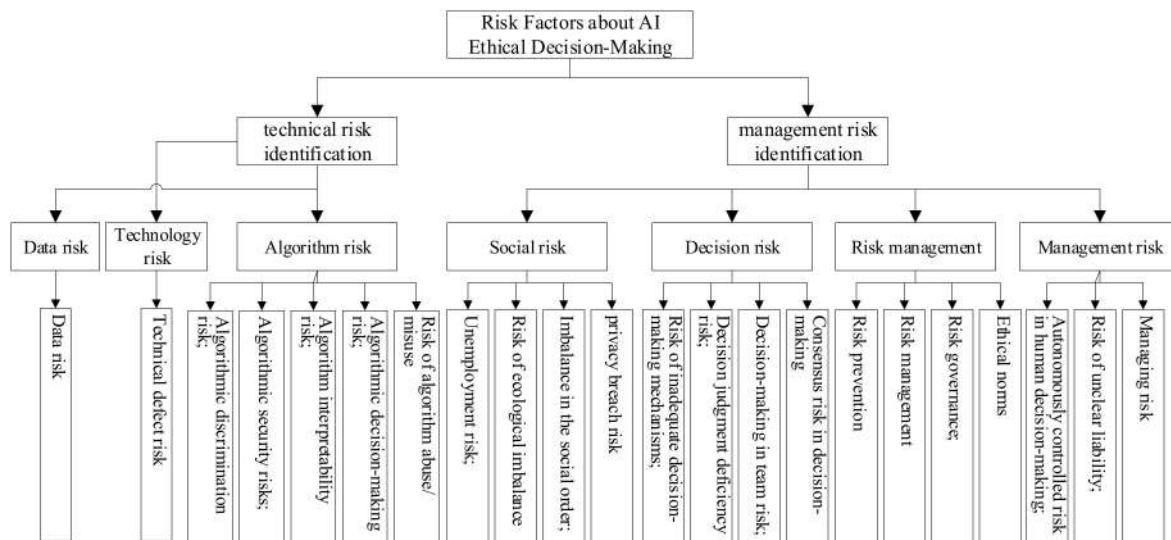 Risk Factors about AI
Ethical Decision-Making
technical risk
identification
management risk
identification
Data risk
Technology
risk
Algorithm risk
Social risk
Decision risk
Risk management
Management risk
Data risk
Technical defect risk
Algorithmic discrimination
risk;
Algorithmic security risks;
Algorithm interpretability
risk;
Algorithmic decision-making
risk;
Risk of algorithm abuse/
misuse
Unemployment risk;
Risk of ecological imbalance
Imbalance in the social order;
privacy breach risk
Risk of inadequate decision-
making mechanisms;
Decision judgment deficiency
risk;
Decision-making in team risk;
Consensus risk in decision-
making
Risk prevention
Risk management
Risk governance;
Ethical norms
Autonomously controlled risk
in human decision-making;
Risk of unclear liability;
Managing risk